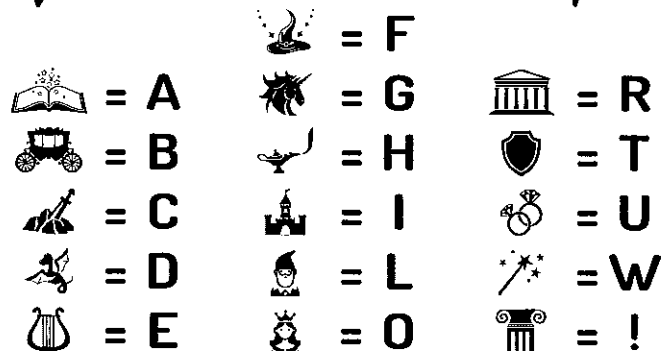 = F
= A
= G
= R
= B
= H
= T
= C
= I
= U
= D
= L
= W
= E
= O
= !